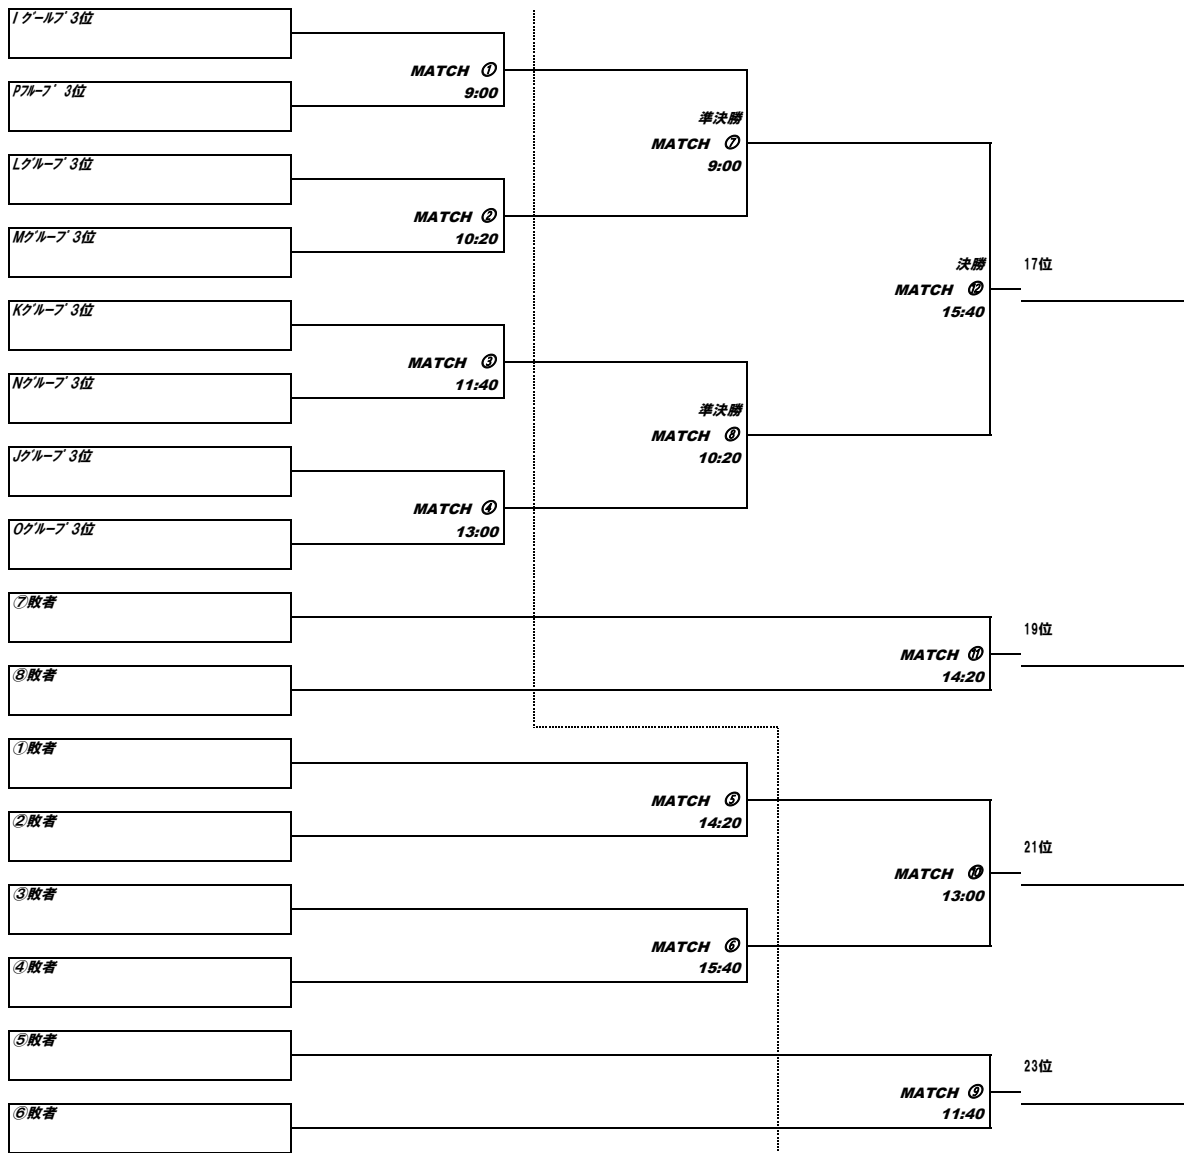 Iグールプ3位
MATCH ①
9:00
Pフループ 3位
準決勝
MATCH ⑦
9:00
Lグループ3位
MATCH ②
10:20
Mグループ3位
決勝
17位
MATCH ⑫
15:40
Kグループ3位
MATCH ③
11:40
Nグループ3位
準決勝
MATCH ⑧
10:20
Jグループ3位
MATCH ④
13:00
Oグループ3位
⑦敗者
19位
MATCH ⑪
14:20
⑧敗者
①敗者
MATCH ⑤
14:20
②敗者
21位
MATCH ⑩
13:00
③敗者
MATCH ⑥
15:40
④敗者
⑤敗者
23位
MATCH ⑨
11:40
⑥敗者